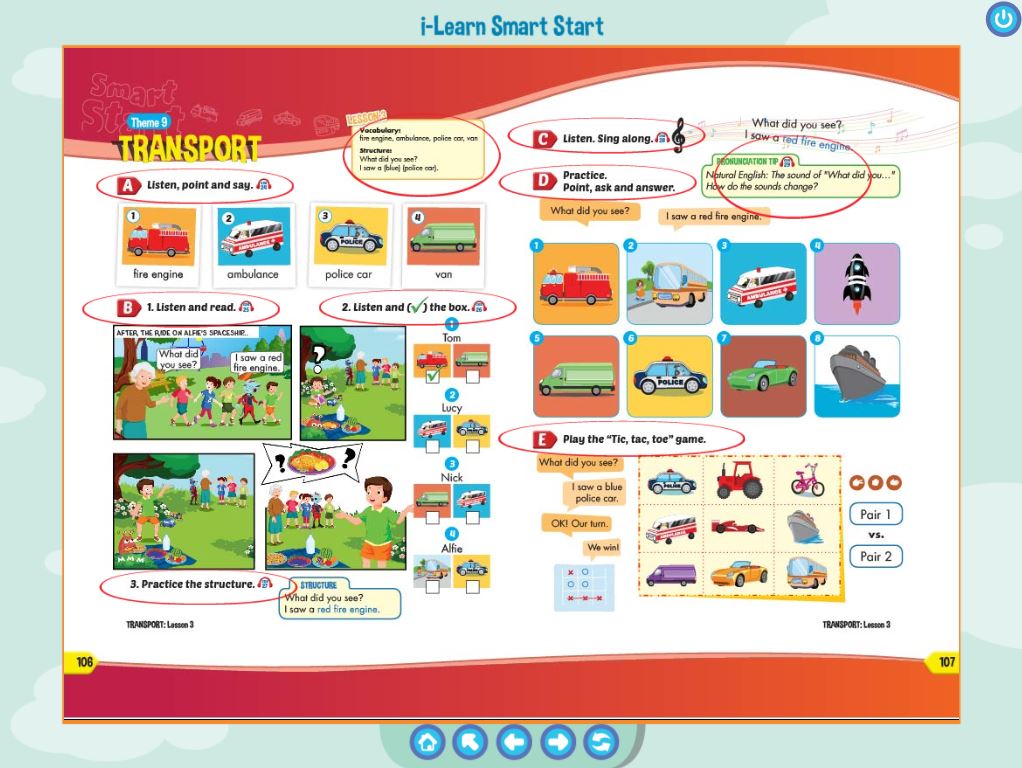 i-Learn Smart Start
Smart
Start
Theme 9
TRANSPORT
LESSON 3
Vocabulary:
fire engine, ambulance, police car, van
Structure:
What did you see?
I saw a (blue) (police car).
A Listen, point and say.
1
2
3
4
POLICE
AMBULANCE
fire engine
ambulance
police car
van
B 1. Listen and read.
2. Listen and (✓) the box.
AFTER THE RIDE ON ALFIE'S SPACESHIP...
What did
you see?
I saw a red
fire engine.
?
? ?
1
Tom
✓
2
Lucy
3
Nick
4
Alfie
3. Practice the structure.
STRUCTURE
What did you see?
I saw a red fire engine.
TRANSPORT: Lesson 3
106
C Listen. Sing along.
What did you see?
I saw a red fire engine.
D Practice.
Point, ask and answer.
PRONUNCIATION TIP
Natural English: The sound of "What did you..."
How do the sounds change?
What did you see?
I saw a red fire engine.
1
2
3
4
AMBULANCE
5
6
7
8
POLICE
E Play the "Tic, tac, toe" game.
What did you see?
I saw a blue
police car.
OK! Our turn.
We win!
Pair 1
vs.
Pair 2
TRANSPORT: Lesson 3
107